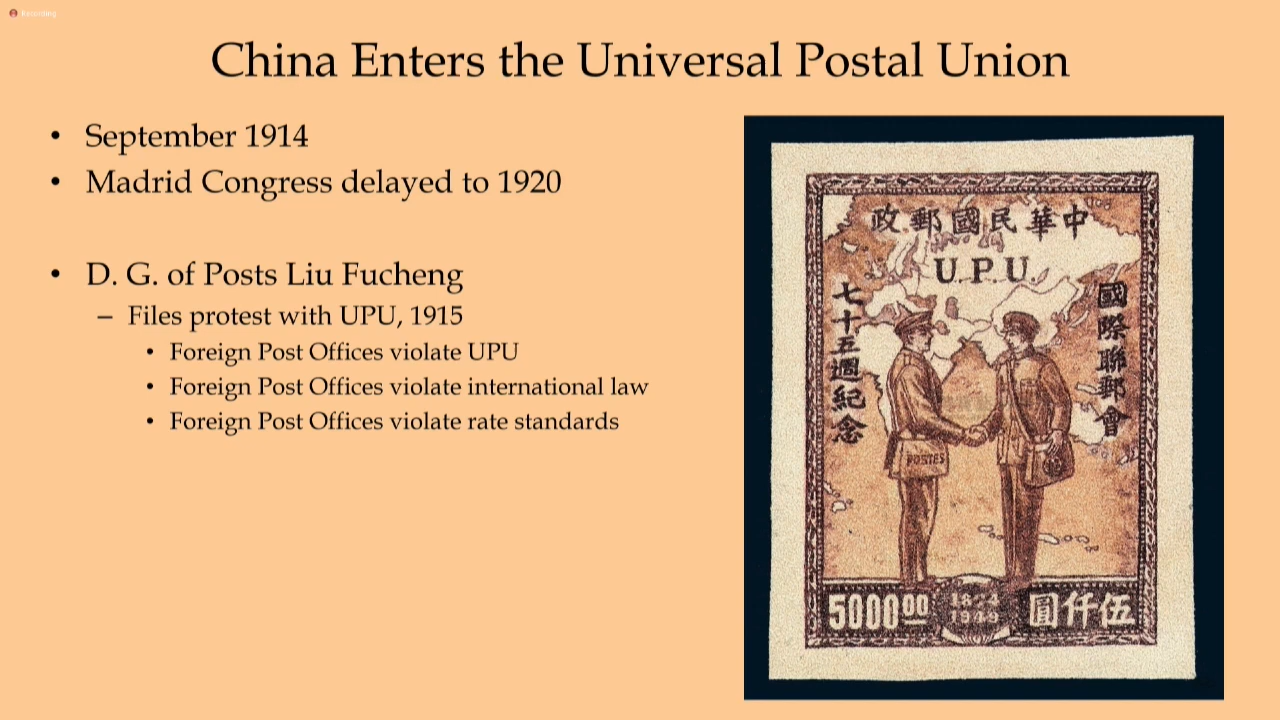 Recording
China Enters the Universal Postal Union
• September 1914
• Madrid Congress delayed to 1920
• D. G. of Posts Liu Fucheng
– Files protest with UPU, 1915
• Foreign Post Offices violate UPU
• Foreign Post Offices violate international law
• Foreign Post Offices violate rate standards
政郵國民華中
U.P.U.
國際聯郵會
七十五週紀念
POSTES
500000
1874
1949
圓仟伍